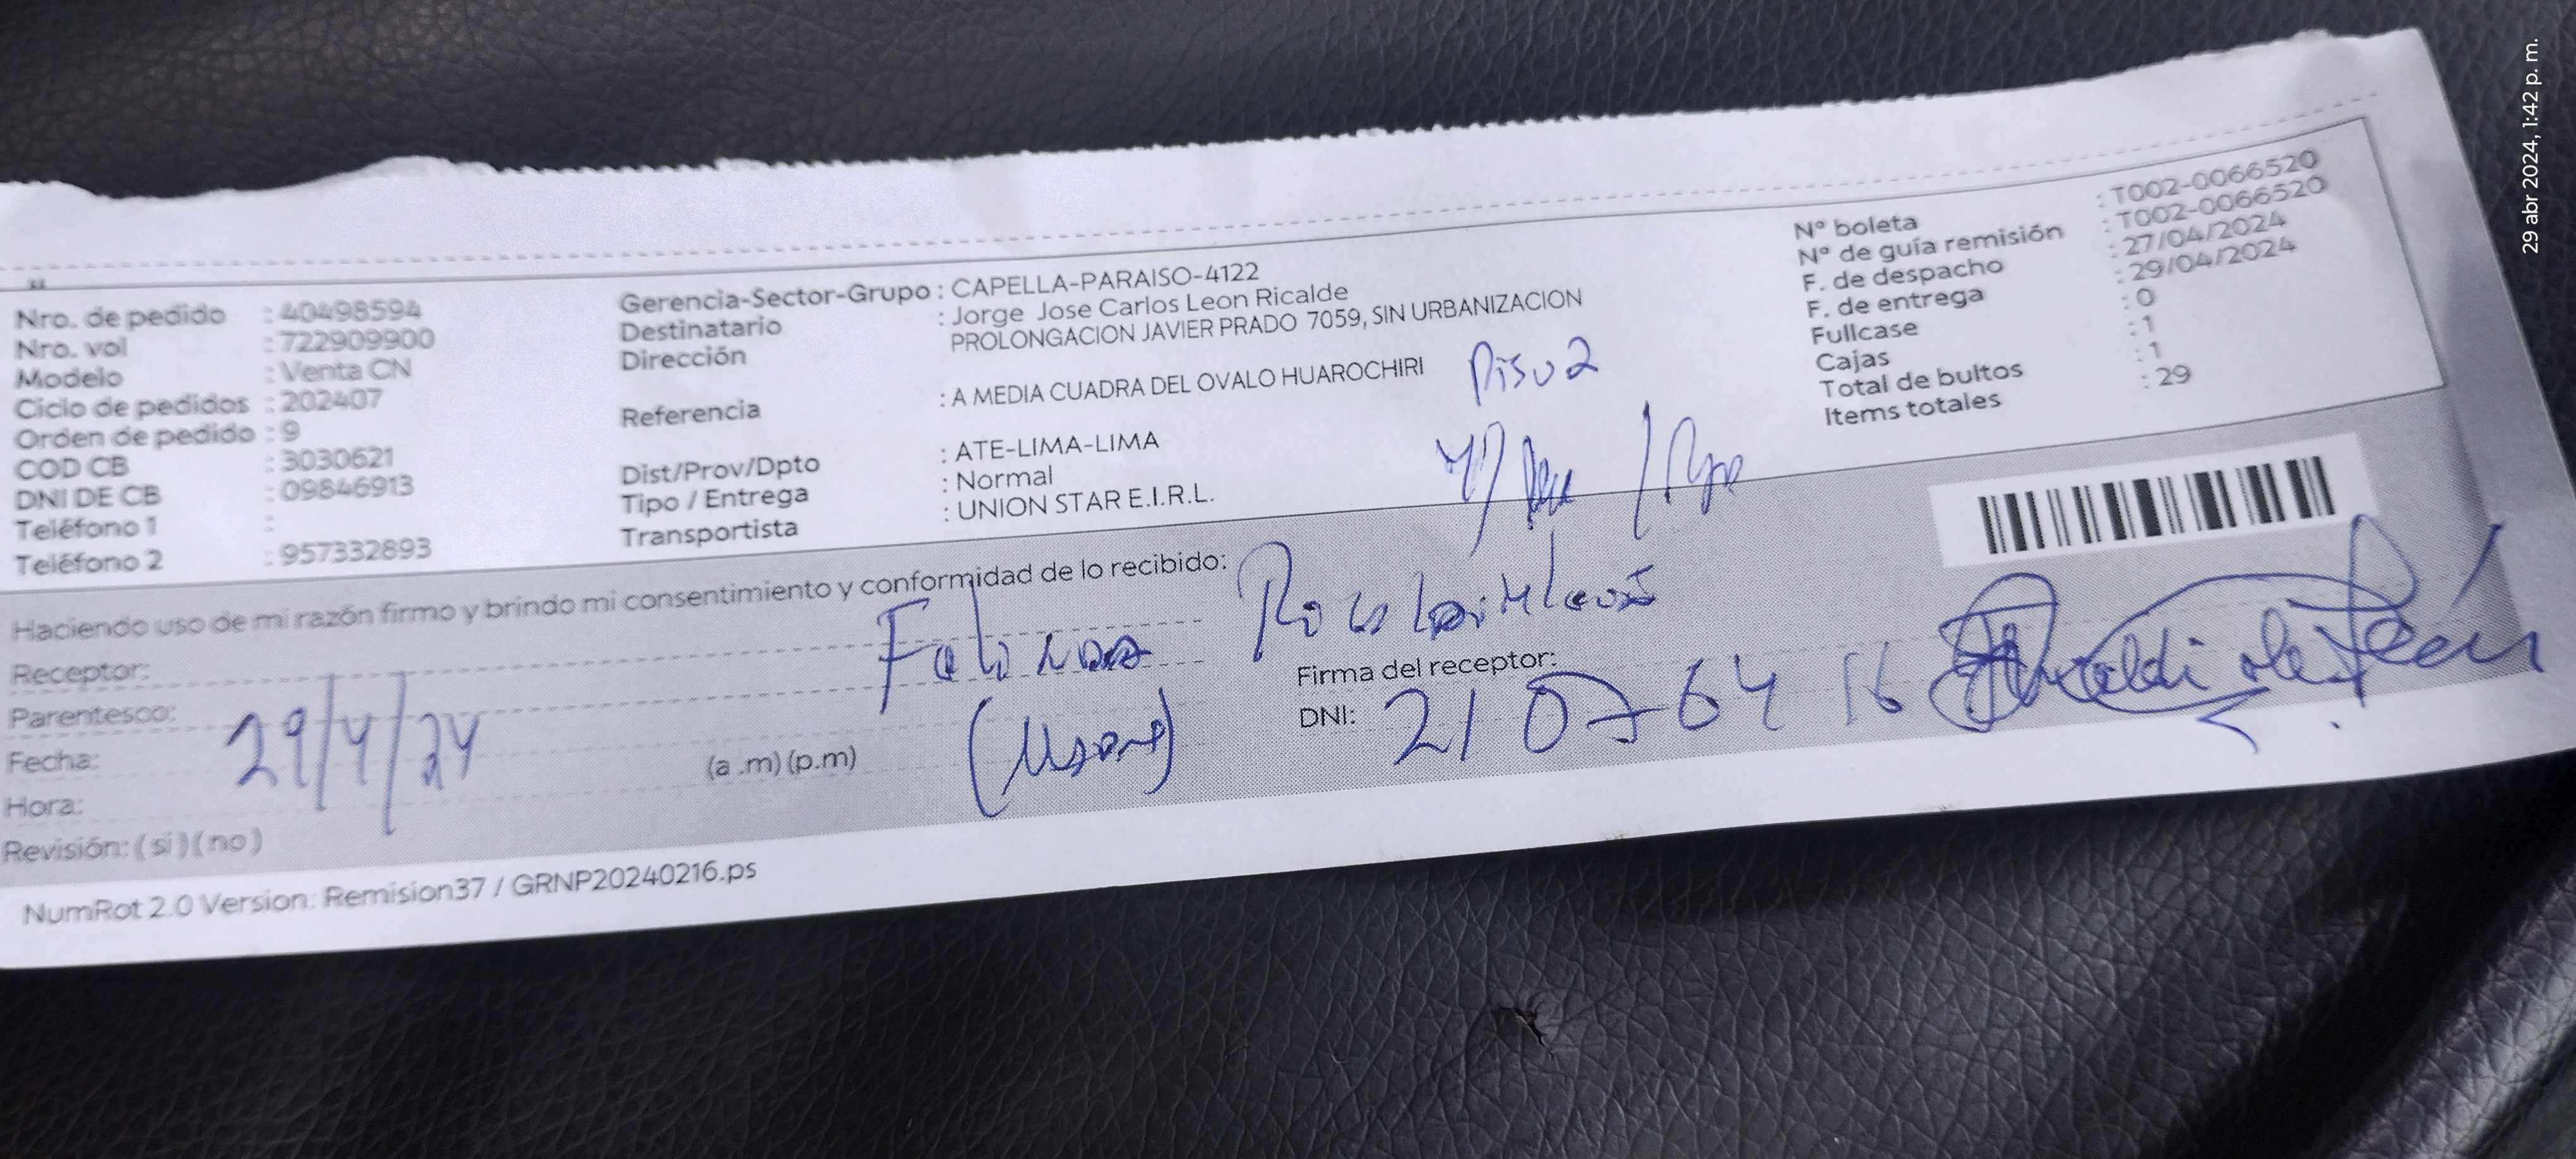 29 abr 2024, 1:42 p. m.
Nro. de pedido : 40498594
Nro. vol : 722909900
Modelo : Venta CN
Ciclo de pedidos : 202407
Orden de pedido : 9
COD CB : 3030621
DNI DE CB : 09846913
Teléfono 1 :
Teléfono 2 : 957332893
Gerencia-Sector-Grupo : CAPELLA-PARAISO-4122
Destinatario : Jorge Jose Carlos Leon Ricalde
Dirección PROLONGACION JAVIER PRADO 7059, SIN URBANIZACION
Referencia : A MEDIA CUADRA DEL OVALO HUAROCHIRI
Piso 2
Dist/Prov/Dpto : ATE-LIMA-LIMA
Tipo / Entrega : Normal
Transportista : UNION STAR E.I.R.L.
Nº boleta : T002-0066520
Nº de guía remisión : T002-0066520
F. de despacho : 27/04/2024
F. de entrega : 29/04/2024
Fullcase : 0
Cajas : 1
Total de bultos : 1
Items totales : 29
Haciendo uso de mi razón firmo y brindo mi consentimiento y conformidad de lo recibido:
Receptor:
Parentesco:
Fecha: 29/4/24
Hora: (a .m) (p.m)
Revisión: ( si ) ( no )
Firma del receptor:
DNI: 21076416
NumRot 2.0 Version: Remision37 / GRNP20240216.ps